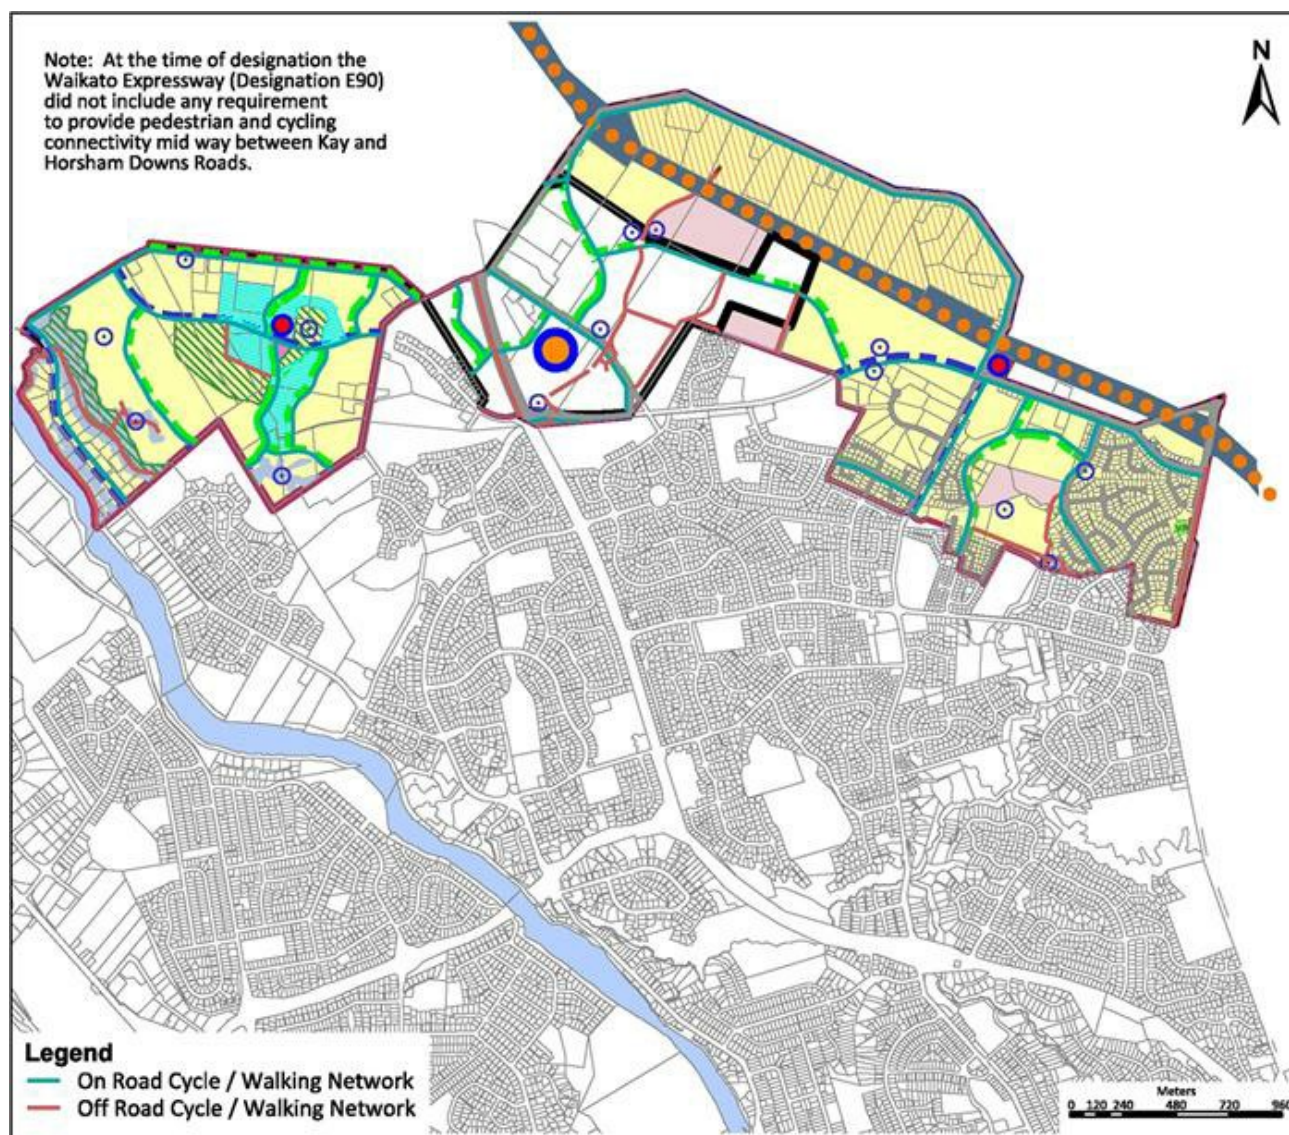 Note: At the time of designation the
Waikato Expressway (Designation E90)
did not include any requirement
to provide pedestrian and cycling
connectivity mid way between Kay and
Horsham Downs Roads.
N
Legend
On Road Cycle / Walking Network
Off Road Cycle / Walking Network
Meters
0 120 240 480 720 960